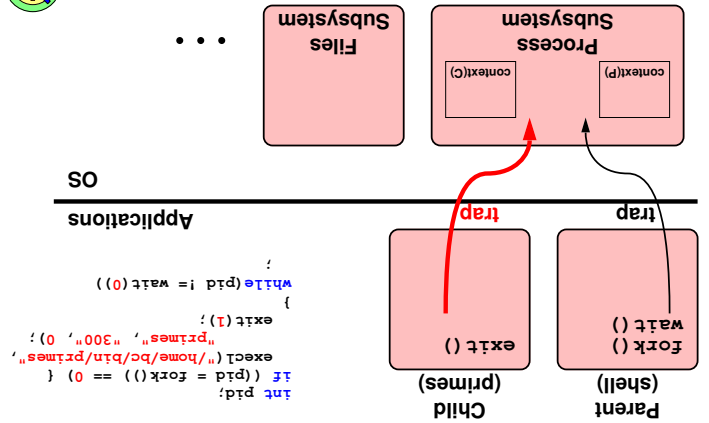 Parent
(shell)
fork()
wait()
Child
(primes)
exit()
int pid;
if ((pid = fork()) == 0) {
execl("/home/bc/bin/primes",
"primes", "300", 0);
exit(1);
}
while(pid != wait(0))
;
trap
trap
Applications
OS
context(P)
context(C)
Process
Subsystem
Files
Subsystem
. . .